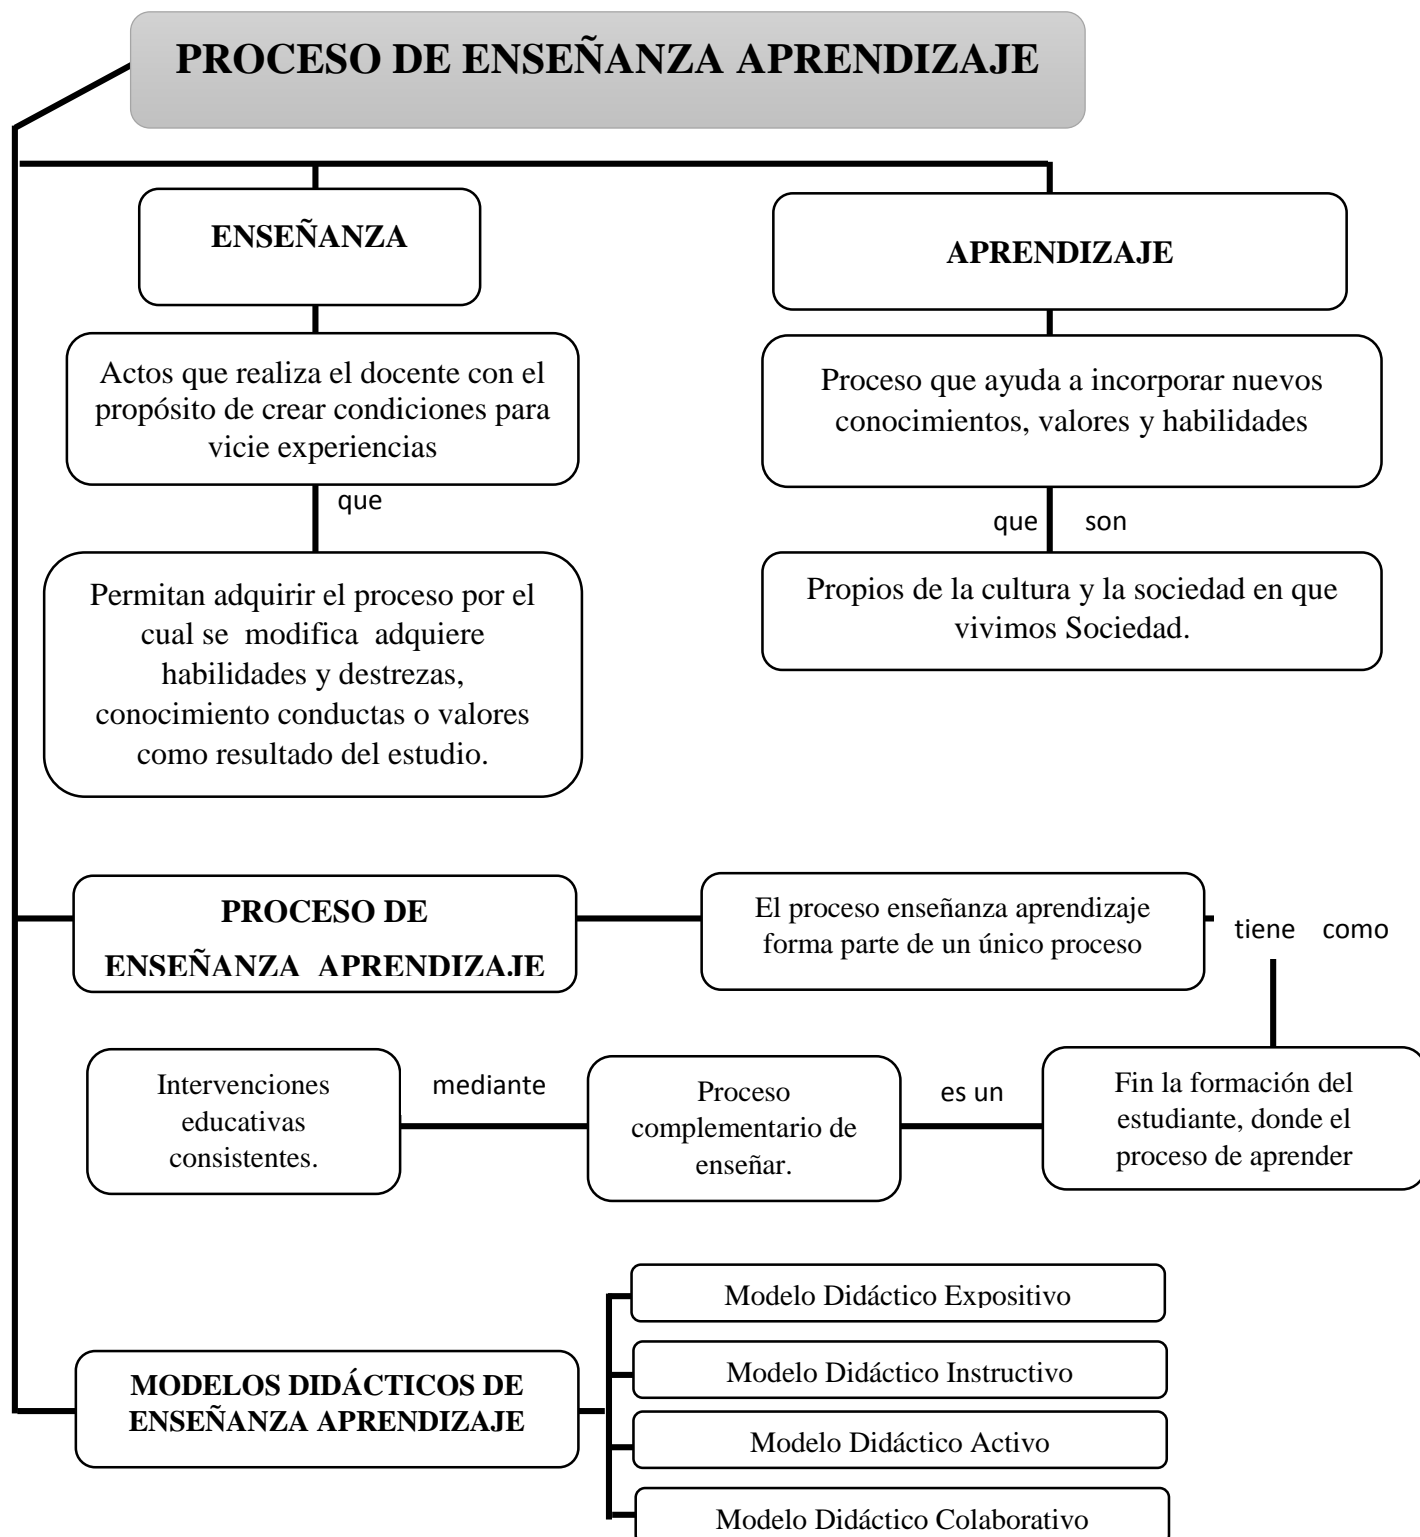 PROCESO DE ENSEÑANZA APRENDIZAJE
ENSEÑANZA
Actos que realiza el docente con el
propósito de crear condiciones para
vicie experiencias
que
Permitan adquirir el proceso por el
cual se modifica adquiere
habilidades y destrezas,
conocimiento conductas o valores
como resultado del estudio.
APRENDIZAJE
Proceso que ayuda a incorporar nuevos
conocimientos, valores y habilidades
que son
Propios de la cultura y la sociedad en que
vivimos Sociedad.
PROCESO DE
ENSEÑANZA APRENDIZAJE
El proceso enseñanza aprendizaje
forma parte de un único proceso
tiene como
Fin la formación del
estudiante, donde el
proceso de aprender
es un
Proceso
complementario de
enseñar.
mediante
Intervenciones
educativas
consistentes.
MODELOS DIDÁCTICOS DE
ENSEÑANZA APRENDIZAJE
Modelo Didáctico Expositivo
Modelo Didáctico Instructivo
Modelo Didáctico Activo
Modelo Didáctico Colaborativo